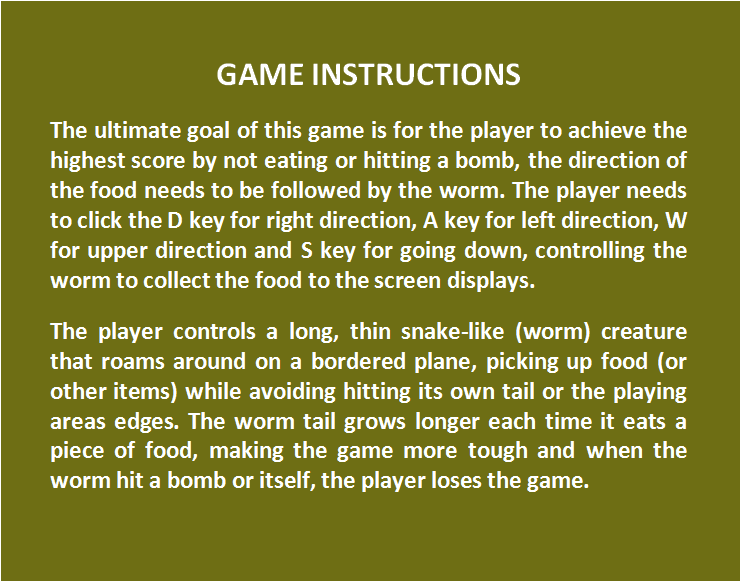 GAME INSTRUCTIONS
The ultimate goal of this game is for the player to achieve the
highest score by not eating or hitting a bomb, the direction of
the food needs to be followed by the worm. The player needs
to click the D key for right direction, A key for left direction, W
for upper direction and S key for going down, controlling the
worm to collect the food to the screen displays.
The player controls a long, thin snake-like (worm) creature
that roams around on a bordered plane, picking up food (or
other items) while avoiding hitting its own tail or the playing
areas edges. The worm tail grows longer each time it eats a
piece of food, making the game more tough and when the
worm hit a bomb or itself, the player loses the game.